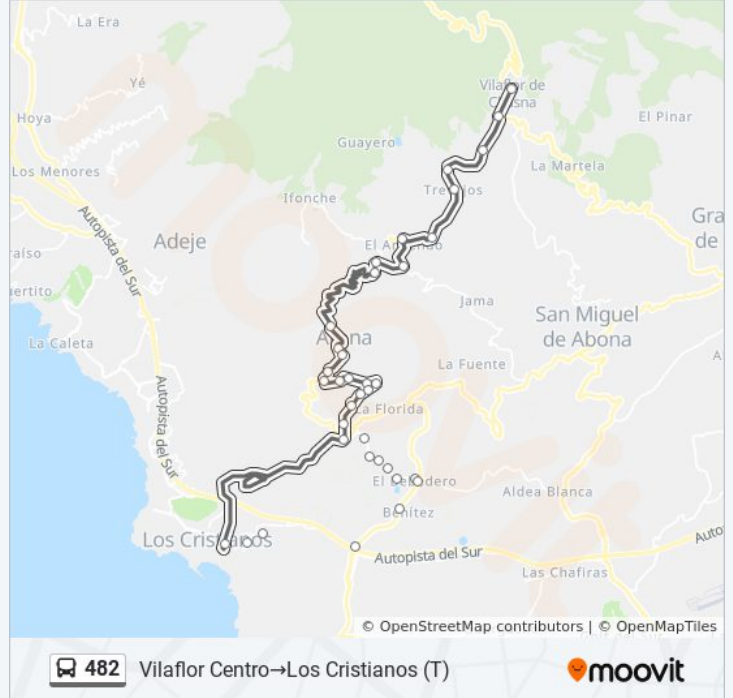 La Era
Yé
Vilaflor de
Chasna
Hoya
El Pinar
Guayero
Los Menores
La Martela
Trevejos
Ifonche
Autopista del Sur
Adeje
Gra
de
El
raíso
Jama
uertito
San Miguel
de Abona
La Caleta
Arona
La Fuente
A
Autopista del Sur
La Florida
El
Aldea Blanca
Benítez
Los Cristianos
Autopista del Sur
Auto
Las Chafiras
moovit
© OpenStreetMap contributors | © OpenMapTiles
482 Vilaflor Centro→Los Cristianos (T)
moovit